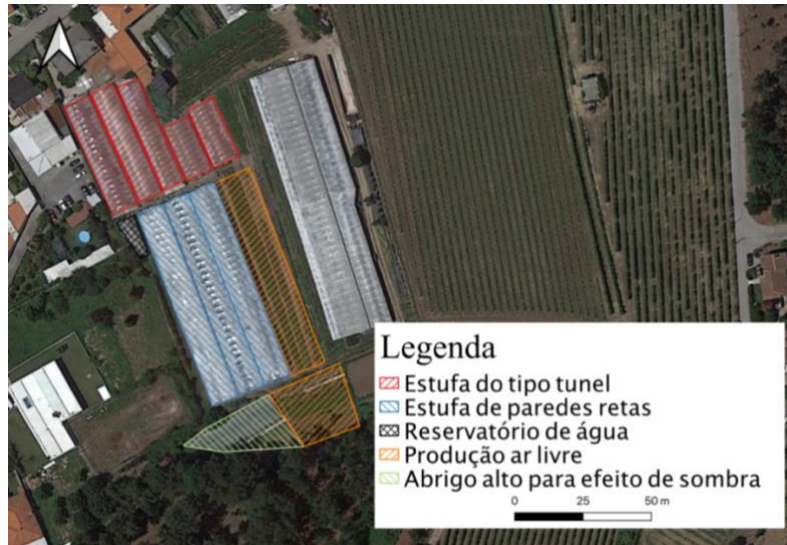 Legenda
Estufa do tipo tunel
Estufa de paredes retas
Reservatório de água
Produção ar livre
Abrigo alto para efeito de sombra
0 25 50 m